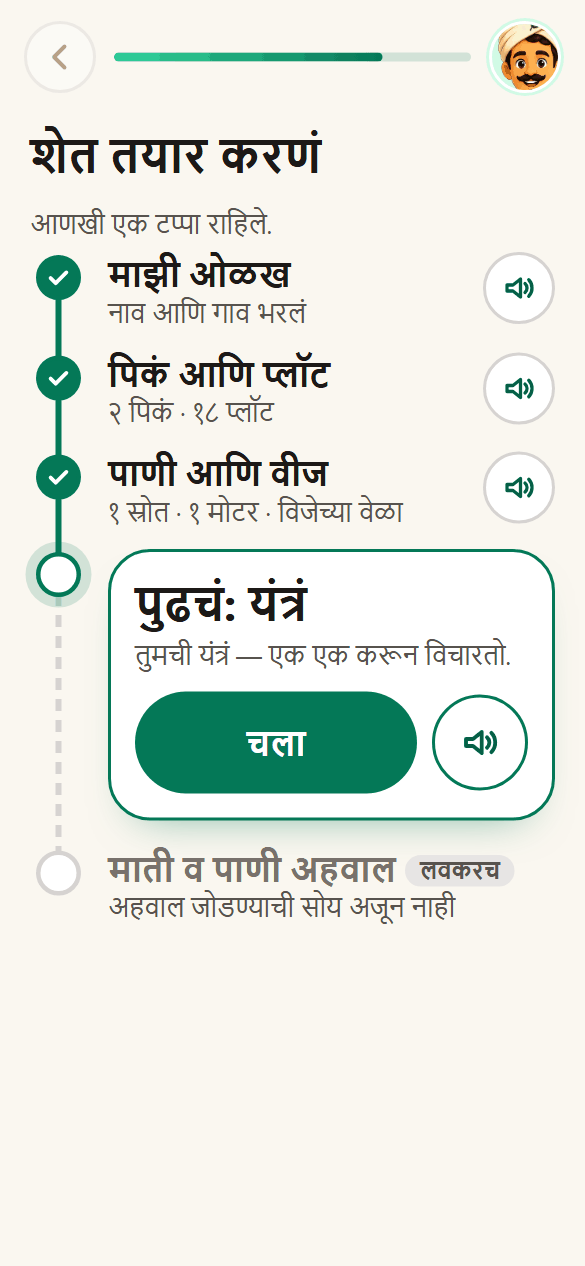 शेत तयार करणं
आणखी एक टप्पा राहिले.
माझी ओळख
नाव आणि गाव भरलं
पिकं आणि प्लॉट
२ पिकं · १८ प्लॉट
पाणी आणि वीज
१ स्रोत · १ मोटर · विजेच्या वेळा
पुढचं: यंत्रं
तुमची यंत्रं — एक एक करून विचारतो.
चला
माती व पाणी अहवाल लवकरच
अहवाल जोडण्याची सोय अजून नाही